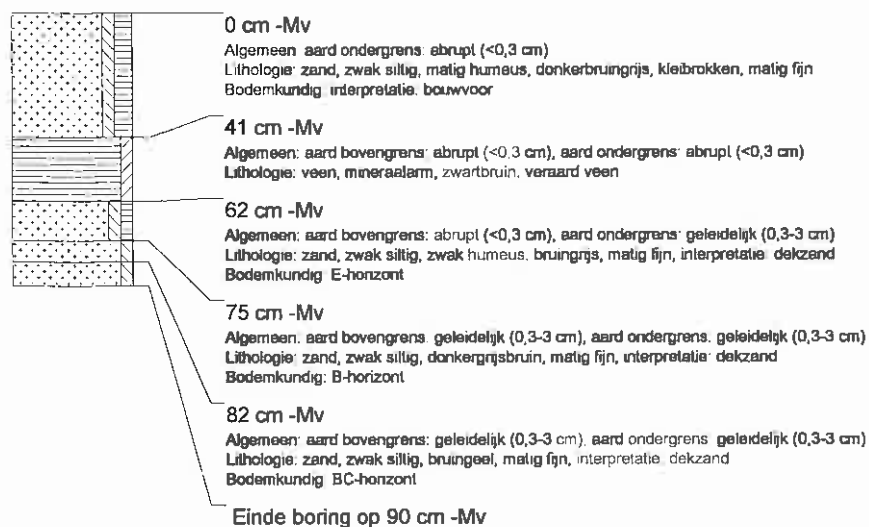 0 cm -Mv
Algemeen aard ondergrens: abrupt (<0,3 cm)
Lithologie: zand, zwak siltig, matig humeus, donkerbruingrijs, kleibrokken, matig fijn
Bodemkundig interpretatie: bouwvoor
41 cm -Mv
Algemeen: aard bovengrens: abrupt (<0,3 cm), aard ondergrens: abrupt (<0,3 cm)
Lithologie: veen, mineraalarm, zwartbruin, veraard veen
62 cm -Mv
Algemeen: aard bovengrens: abrupt (<0,3 cm), aard ondergrens: geleidelijk (0,3-3 cm)
Lithologie: zand, zwak siltig, zwak humeus, bruingrijs, matig fijn, interpretatie: dekzand
Bodemkundig: E-horizont
75 cm -Mv
Algemeen: aard bovengrens: geleidelijk (0,3-3 cm), aard ondergrens: geleidelijk (0,3-3 cm)
Lithologie: zand, zwak siltig, donkergrijsbruin, matig fijn, interpretatie: dekzand
Bodemkundig: B-horizont
82 cm -Mv
Algemeen: aard bovengrens: geleidelijk (0,3-3 cm), aard ondergrens: geleidelijk (0,3-3 cm)
Lithologie: zand, zwak siltig, bruingeel, matig fijn, interpretatie: dekzand
Bodemkundig: BC-horizont
Einde boring op 90 cm -Mv